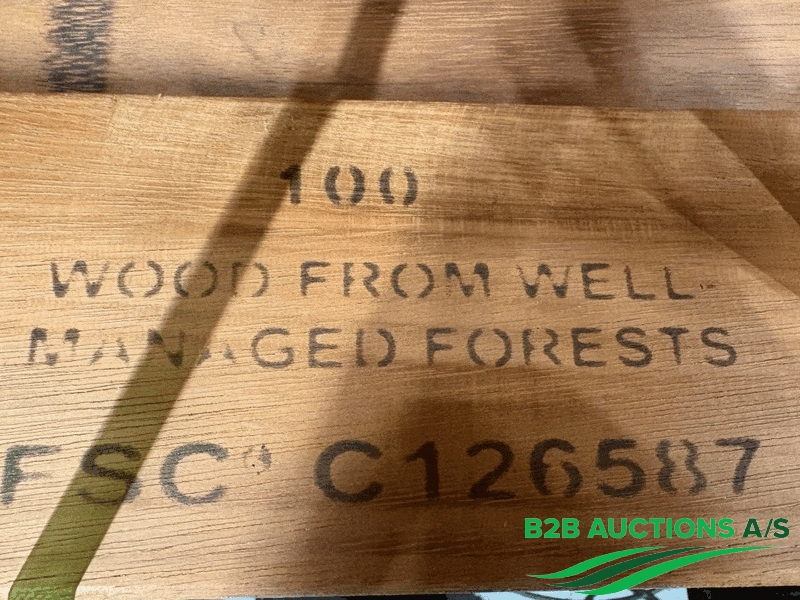 100
WOOD FROM WELL-
MANAGED FORESTS
FSC® C126587
B2B AUCTIONS A/S